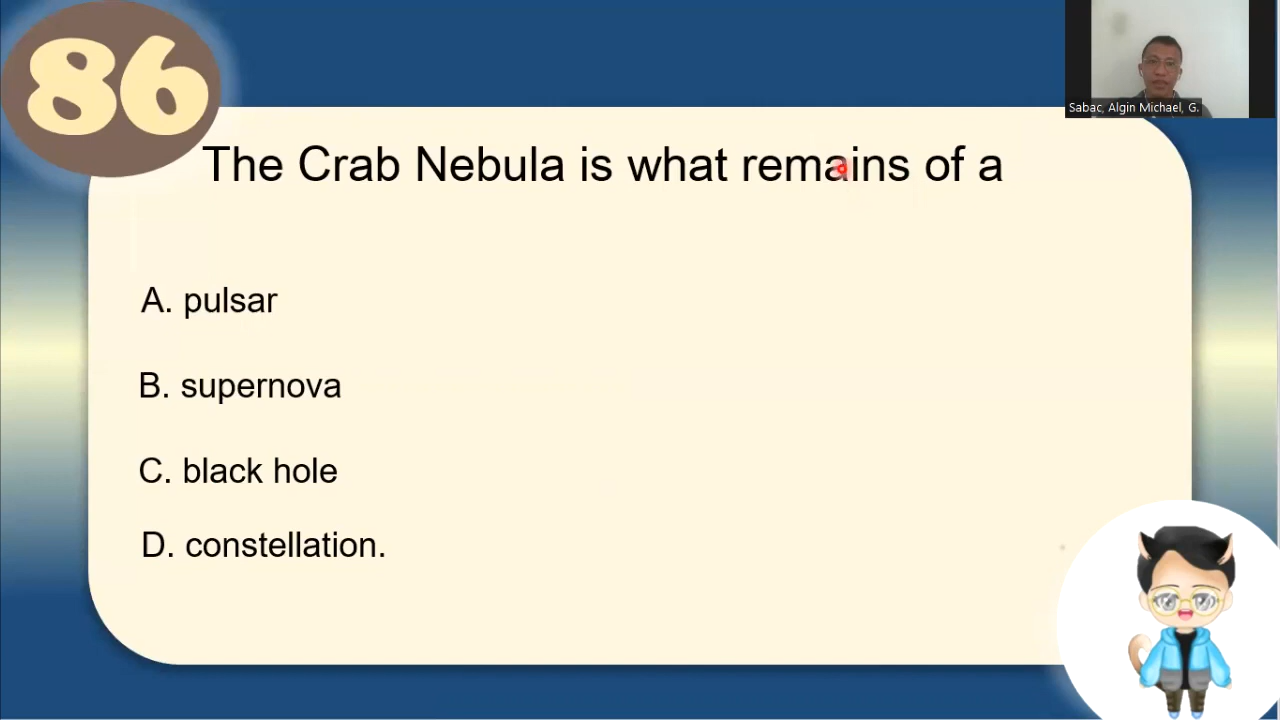 86
Sabac, Algin Michael, G.
The Crab Nebula is what remains of a
A. pulsar
B. supernova
C. black hole
D. constellation.